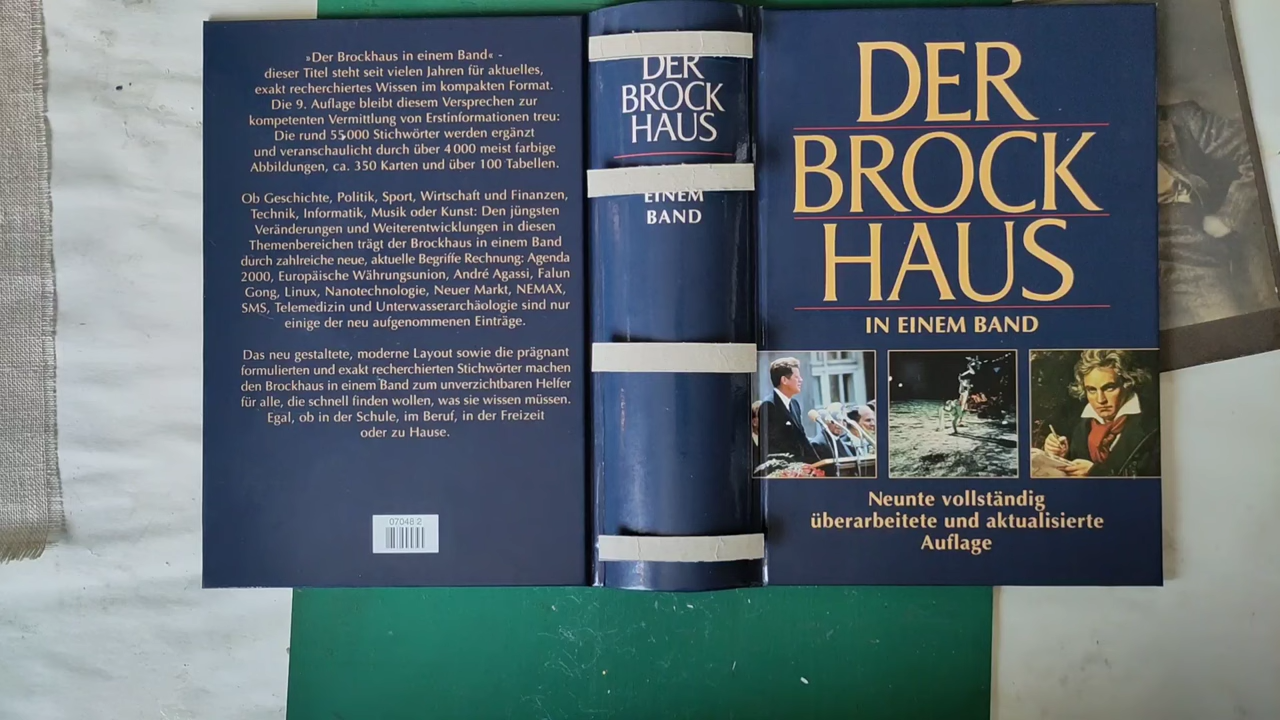 »Der Brockhaus in einem Band« -
dieser Titel steht seit vielen Jahren für aktuelles,
exakt recherchiertes Wissen im kompakten Format.
Die 9. Auflage bleibt diesem Versprechen zur
kompetenten Vermittlung von Erstinformationen treu:
Die rund 55 000 Stichwörter werden ergänzt
und veranschaulicht durch über 4 000 meist farbige
Abbildungen, ca. 350 Karten und über 100 Tabellen.
Ob Geschichte, Politik, Sport, Wirtschaft und Finanzen,
Technik, Informatik, Musik oder Kunst: Den jüngsten
Veränderungen und Weiterentwicklungen in diesen
Themenbereichen trägt der Brockhaus in einem Band
durch zahlreiche neue, aktuelle Begriffe Rechnung: Agenda
2000, Europäische Währungsunion, André Agassi, Falun
Gong, Linux, Nanotechnologie, Neuer Markt, NEMAX,
SMS, Telemedizin und Unterwasserarchäologie sind nur
einige der neu aufgenommenen Einträge.
Das neu gestaltete, moderne Layout sowie die prägnant
formulierten und exakt recherchierten Stichwörter machen
den Brockhaus in einem Band zum unverzichtbaren Helfer
für alle, die schnell finden wollen, was sie wissen müssen.
Egal, ob in der Schule, im Beruf, in der Freizeit
oder zu Hause.
07048 2
DER
BROCK
HAUS
EINEM
BAND
DER
BROCK
HAUS
IN EINEM BAND
Neunte vollständig
überarbeitete und aktualisierte
Auflage